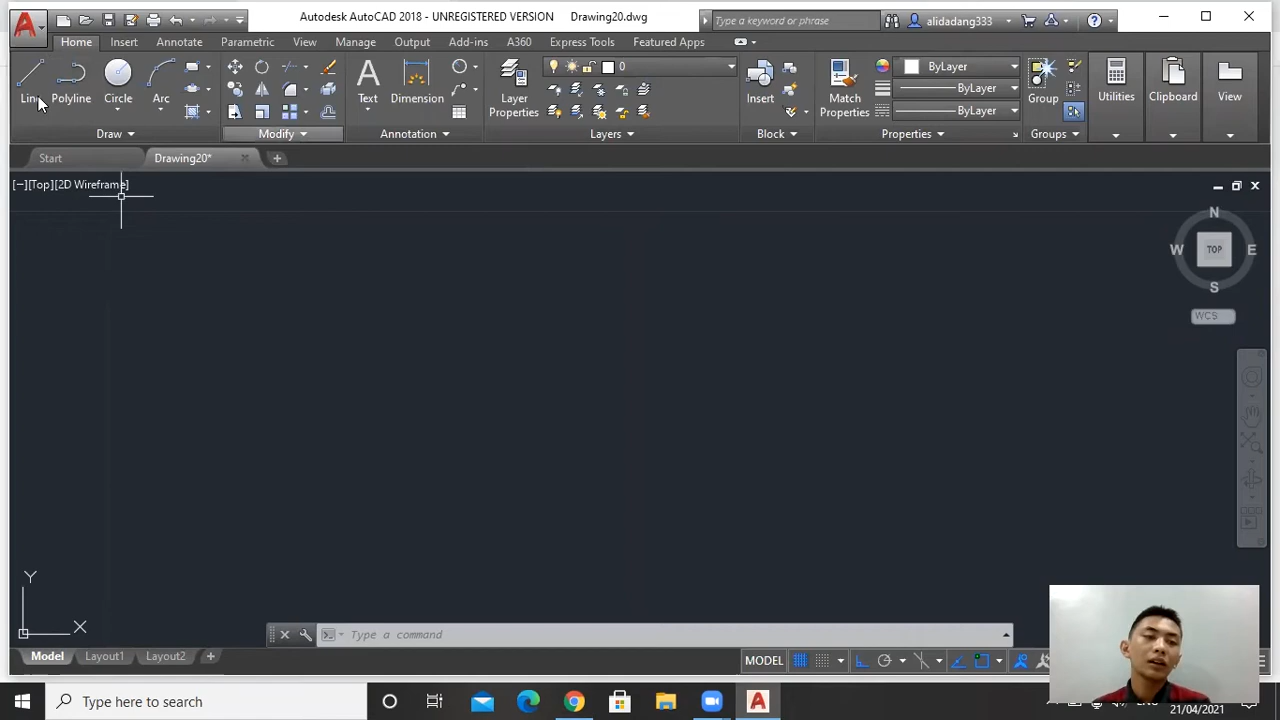 Autodesk AutoCAD 2018 - UNREGISTERED VERSION Drawing20.dwg
Type a keyword or phrase
alidadang333
Home Insert Annotate Parametric View Manage Output Add-ins A360 Express Tools Featured Apps
Line Polyline Circle Arc
Text Dimension
Layer Properties
0
Insert
Match Properties
ByLayer
ByLayer
ByLayer
Group
Utilities Clipboard View
Draw Modify Annotation Layers Block Properties Groups
Start Drawing20*
[−][Top][2D Wireframe]
N
W TOP E
S
WCS
Y
X
Type a command
Model Layout1 Layout2
MODEL
Type here to search
21/04/2021